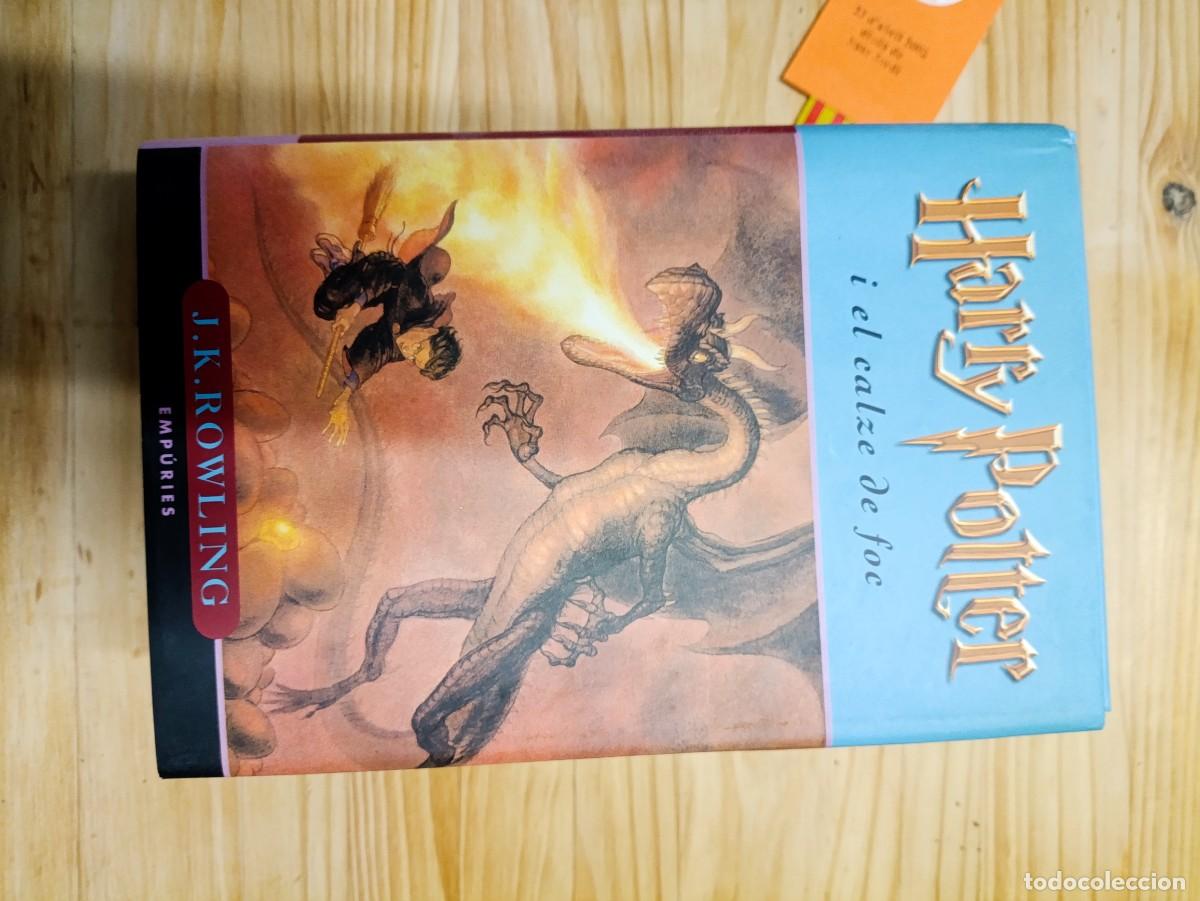 Harry Potter
i el calze de foc
J.K.ROWLING
EMPÚRIES
todocoleccion